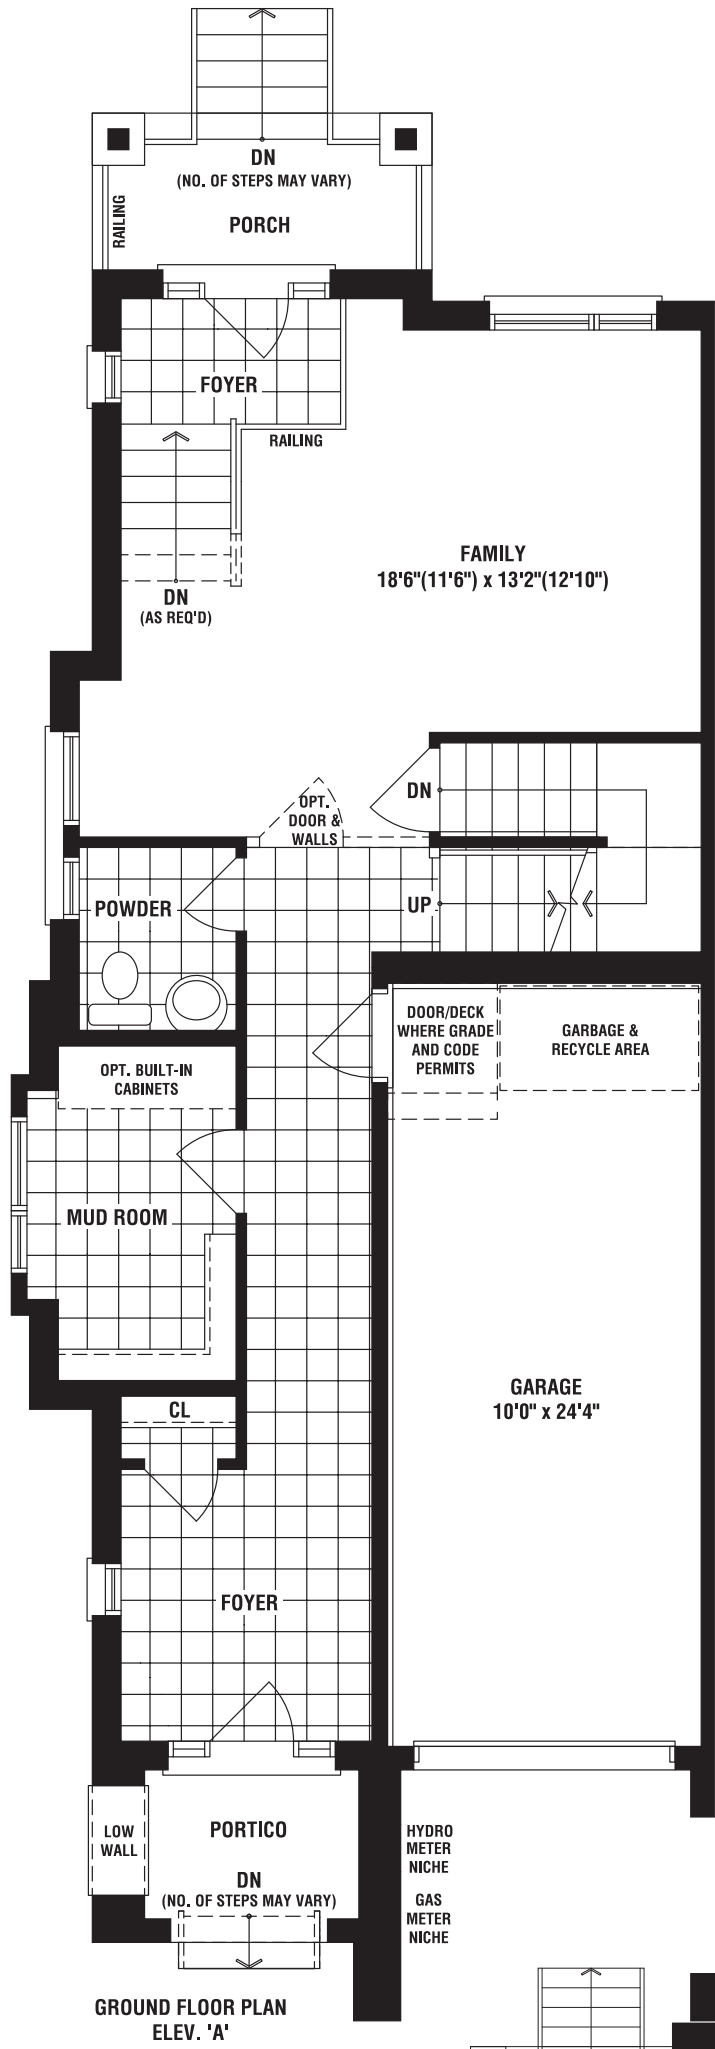 DN
(NO. OF STEPS MAY VARY)
RAILING
PORCH
FOYER
RAILING
FAMILY
18'6"(11'6") x 13'2"(12'10")
DN
(AS REQ'D)
DN
OPT.
DOOR &
WALLS
POWDER
UP
DOOR/DECK
WHERE GRADE
AND CODE
PERMITS
GARBAGE &
RECYCLE AREA
OPT. BUILT-IN
CABINETS
MUD ROOM
GARAGE
10'0" x 24'4"
CL
FOYER
LOW
WALL
PORTICO
HYDRO
METER
NICHE
DN
(NO. OF STEPS MAY VARY)
GAS
METER
NICHE
GROUND FLOOR PLAN
ELEV. 'A'